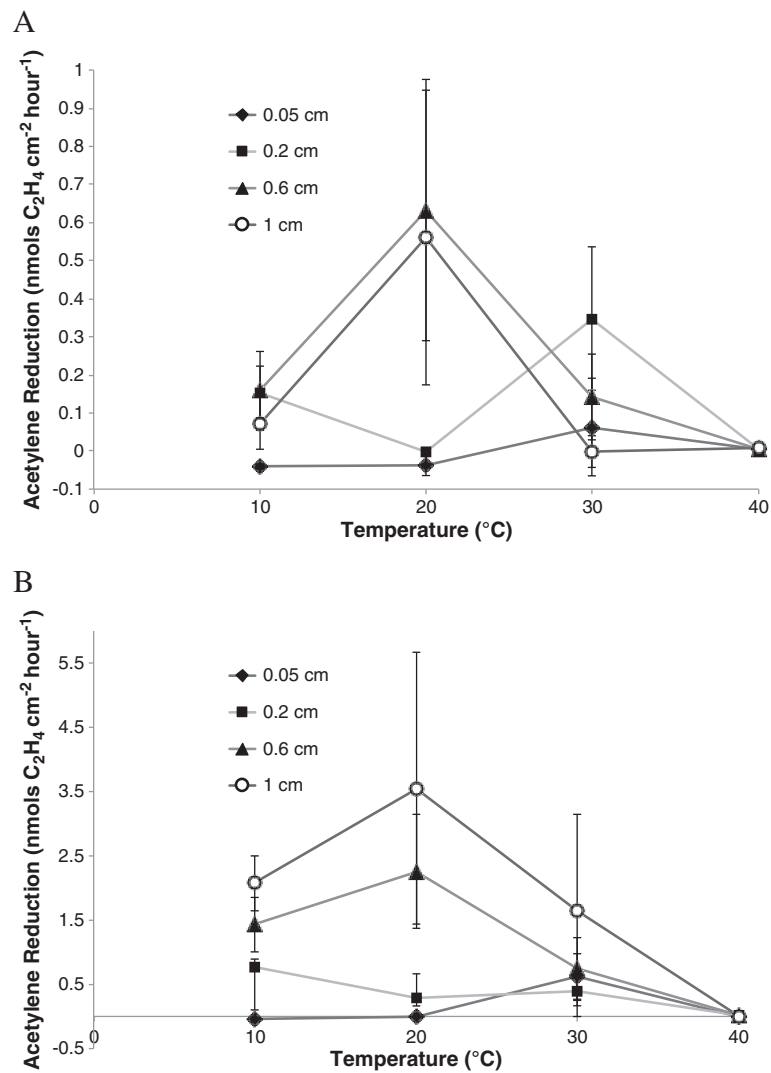 A
Acetylene Reduction (nmols C₂H₄ cm⁻² hour⁻¹)
1
0.9
0.8
0.7
0.6
0.5
0.4
0.3
0.2
0.1
0
-0.1
0.05 cm
0.2 cm
0.6 cm
1 cm
0 10 20 30 40
Temperature (°C)
B
Acetylene Reduction (nmols C₂H₄ cm⁻² hour⁻¹)
5.5
4.5
3.5
2.5
1.5
0.5
-0.5
0.05 cm
0.2 cm
0.6 cm
1 cm
0 10 20 30 40
Temperature (°C)